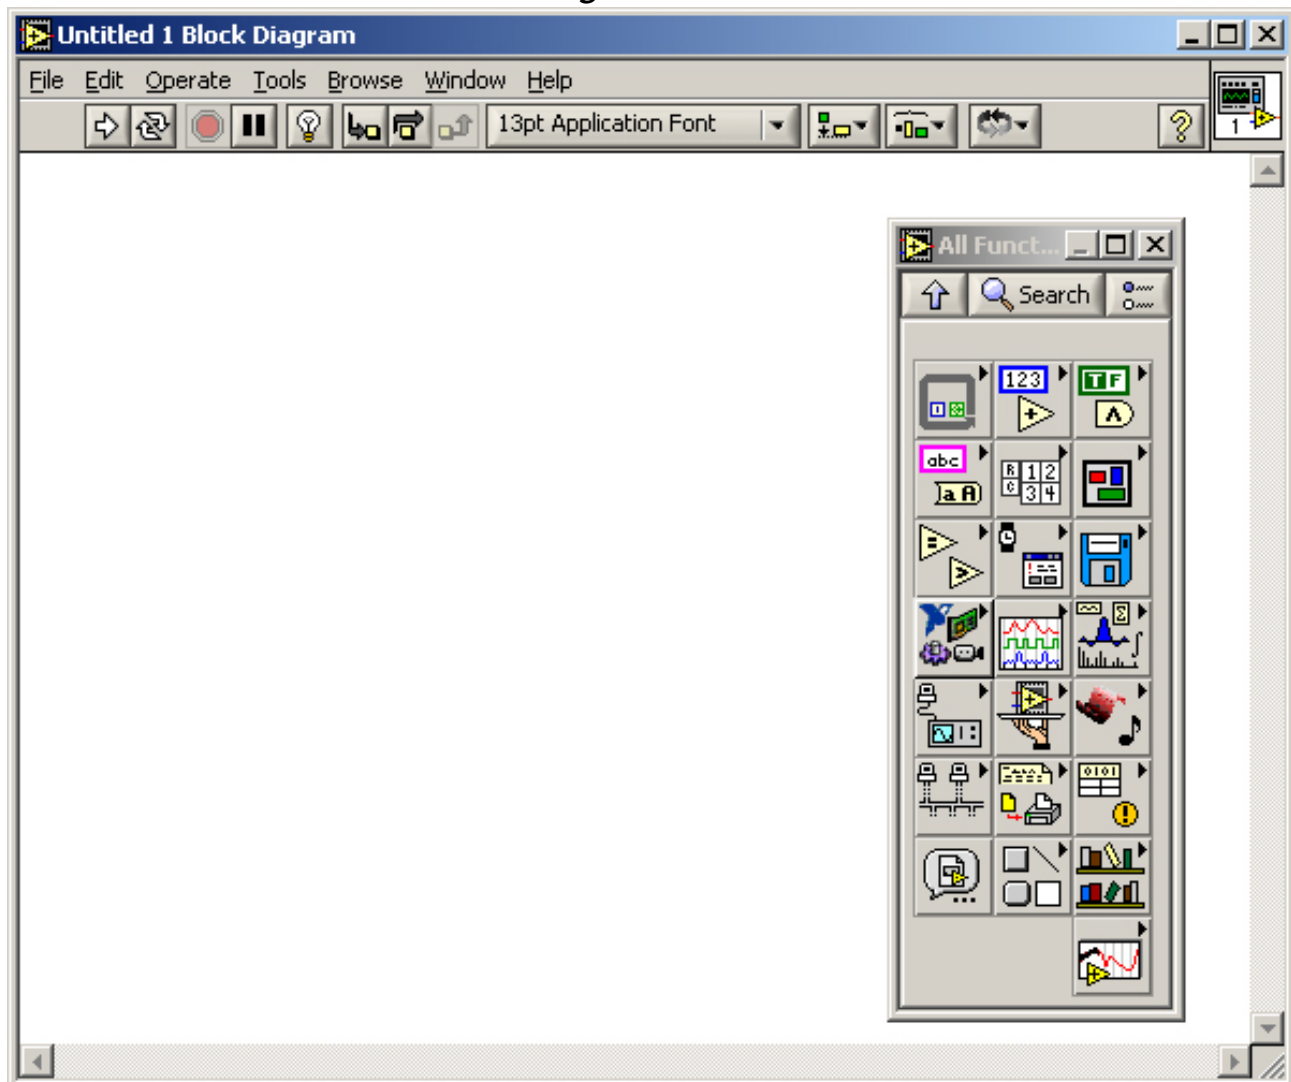 Untitled 1 Block Diagram
File Edit Operate Tools Browse Window Help
13pt Application Font
1
All Funct...
Search
123
TF
abc
a A
R 1 2
C 3 4
0101